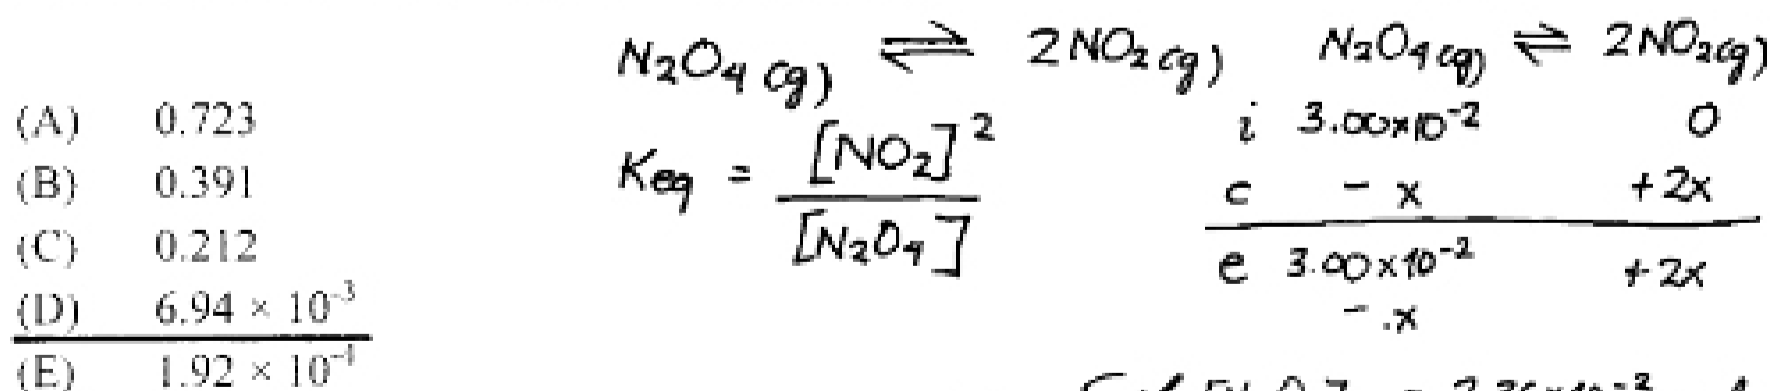 (A) 0.723
(B) 0.391
(C) 0.212
(D) 6.94 × 10⁻³
(E) 1.92 × 10⁻⁴
N₂O₄(g) ⇌ 2NO₂(g)
Keq = [NO₂]² / [N₂O₄]
N₂O₄(g) ⇌ 2NO₂(g)
i 3.00×10⁻² 0
c - x +2x
e 3.00×10⁻² +2x
- x